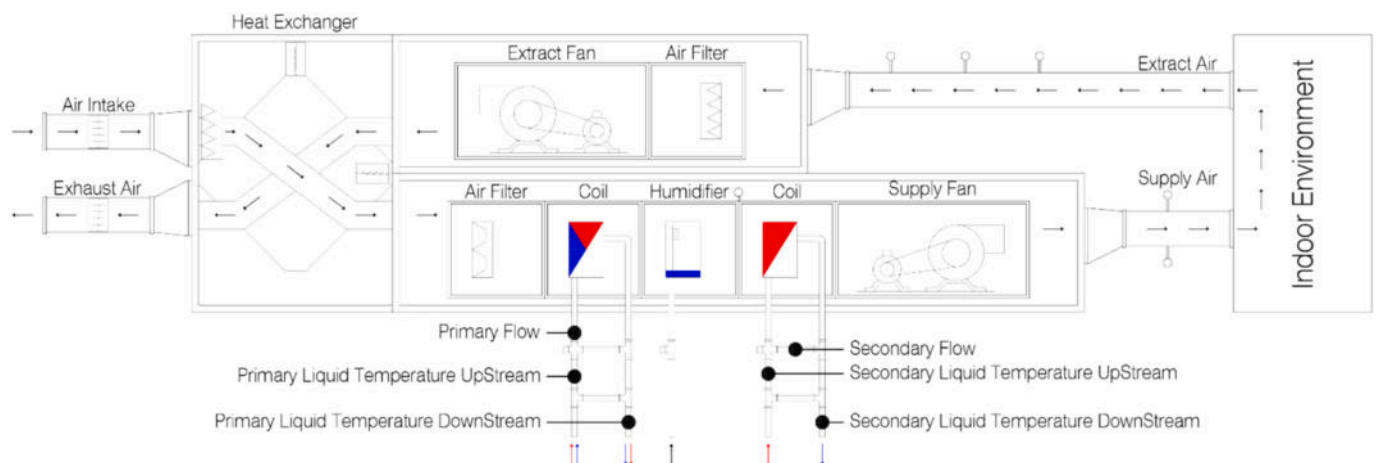 Heat Exchanger
Extract Fan
Air Filter
Extract Air
Air Intake
Exhaust Air
Air Filter
Coil
Humidifier
Coil
Supply Fan
Supply Air
Indoor Environment
Primary Flow
Secondary Flow
Primary Liquid Temperature UpStream
Secondary Liquid Temperature UpStream
Primary Liquid Temperature DownStream
Secondary Liquid Temperature DownStream